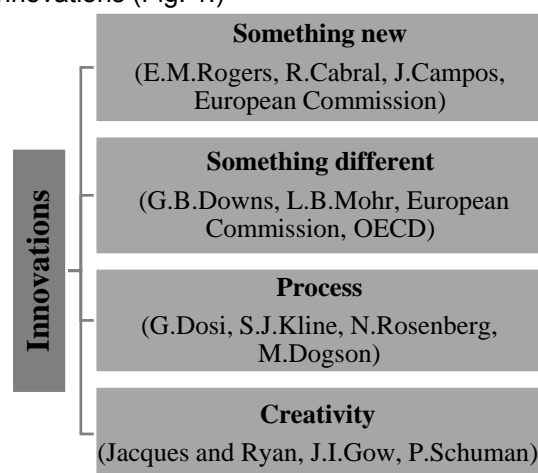 nnovations (Fig. 1.)
Something new
(E.M.Rogers, R.Cabral, J.Campos,
European Commission)
Something different
(G.B.Downs, L.B.Mohr, European
Commission, OECD)
Innovations
Process
(G.Dosi, S.J.Kline, N.Rosenberg,
M.Dogson)
Creativity
(Jacques and Ryan, J.I.Gow, P.Schuman)